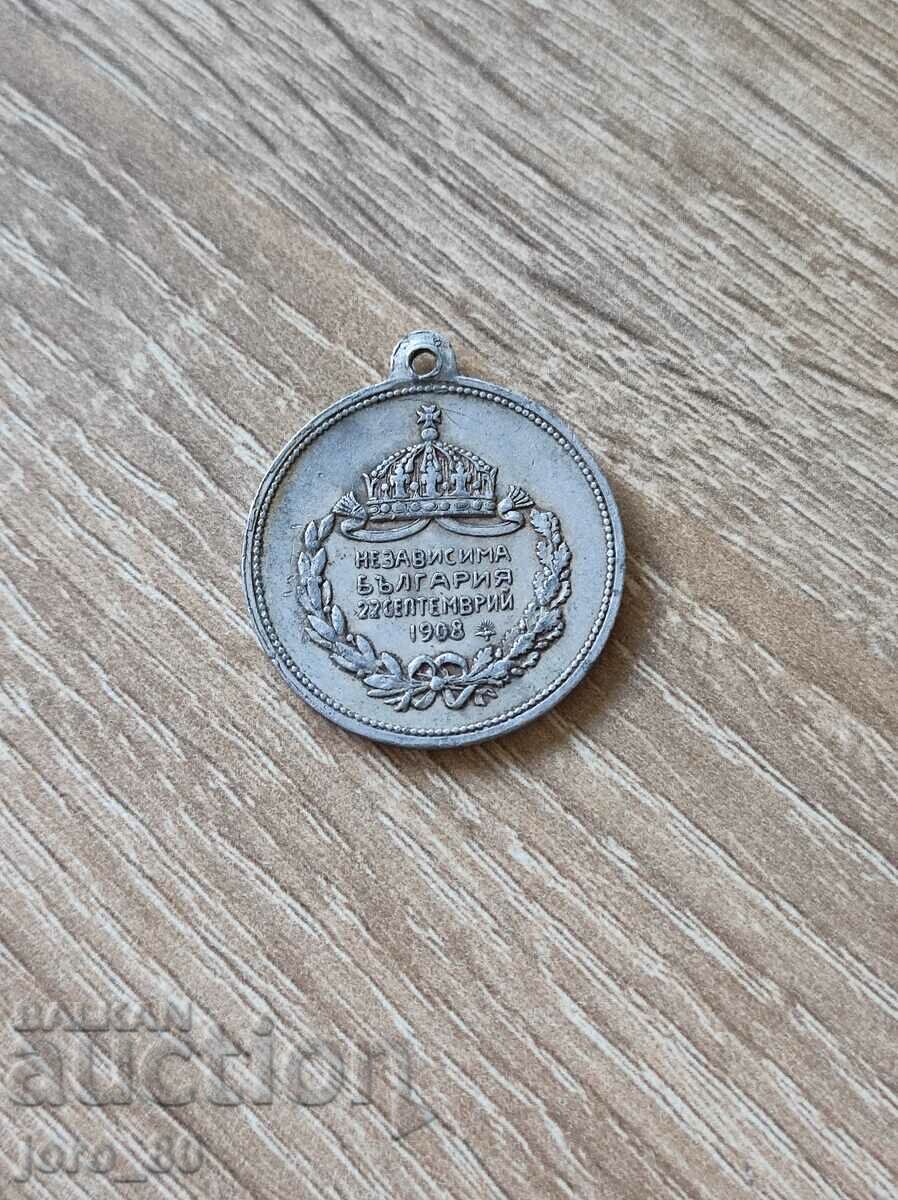 НЕЗАВИСИМА
БЪЛГАРИЯ
22 СЕПТЕМВРИЙ
1908
BALKAN
auction
joro_80